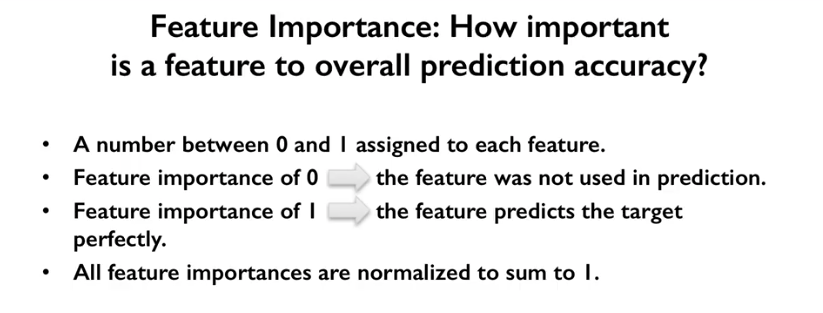 Feature Importance: How important
is a feature to overall prediction accuracy?
• A number between 0 and 1 assigned to each feature.
• Feature importance of 0 the feature was not used in prediction.
• Feature importance of 1 the feature predicts the target
perfectly.
• All feature importances are normalized to sum to 1.